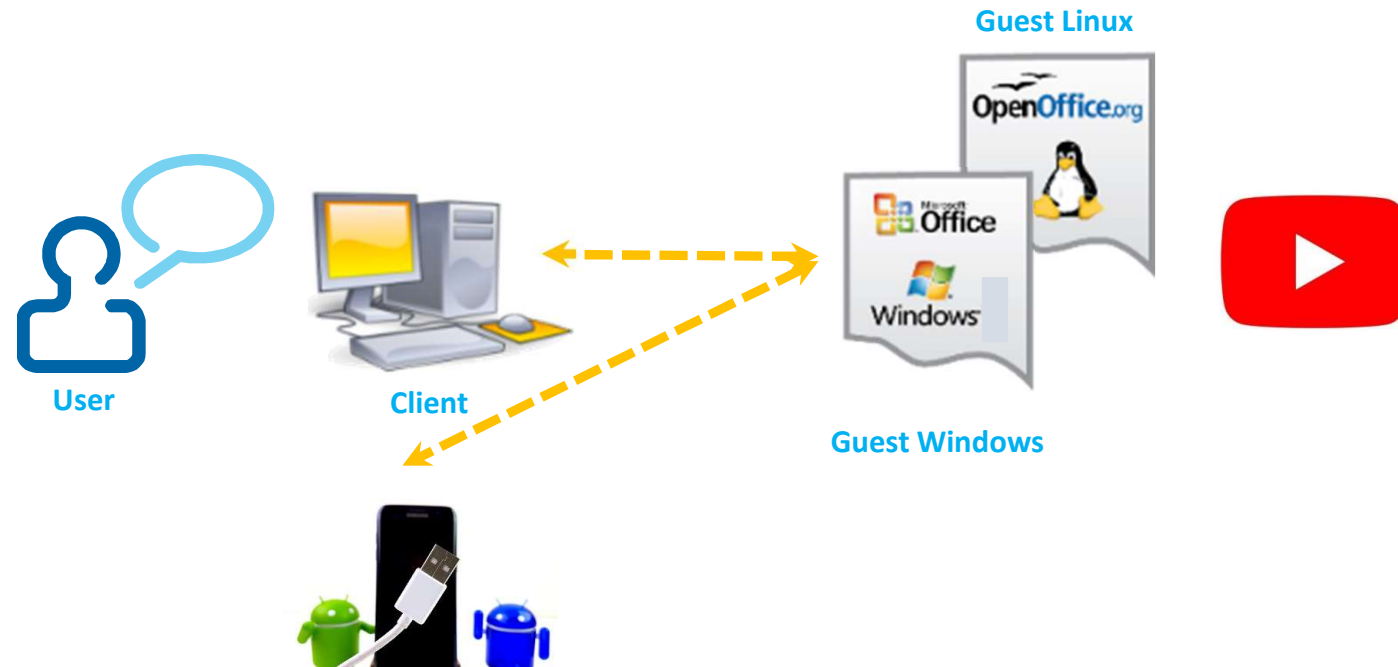 Guest Linux
OpenOffice.org
Microsoft
Office
Windows
User
Client
Guest Windows